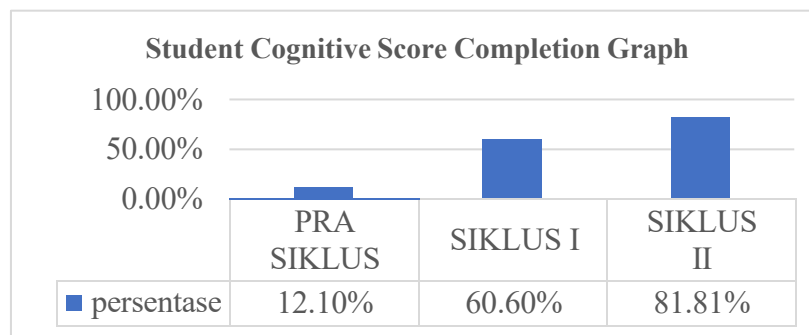 Student Cognitive Score Completion Graph
100.00%
50.00%
0.00%
PRA
SIKLUS
SIKLUS I
SIKLUS
II
persentase 12.10% 60.60% 81.81%